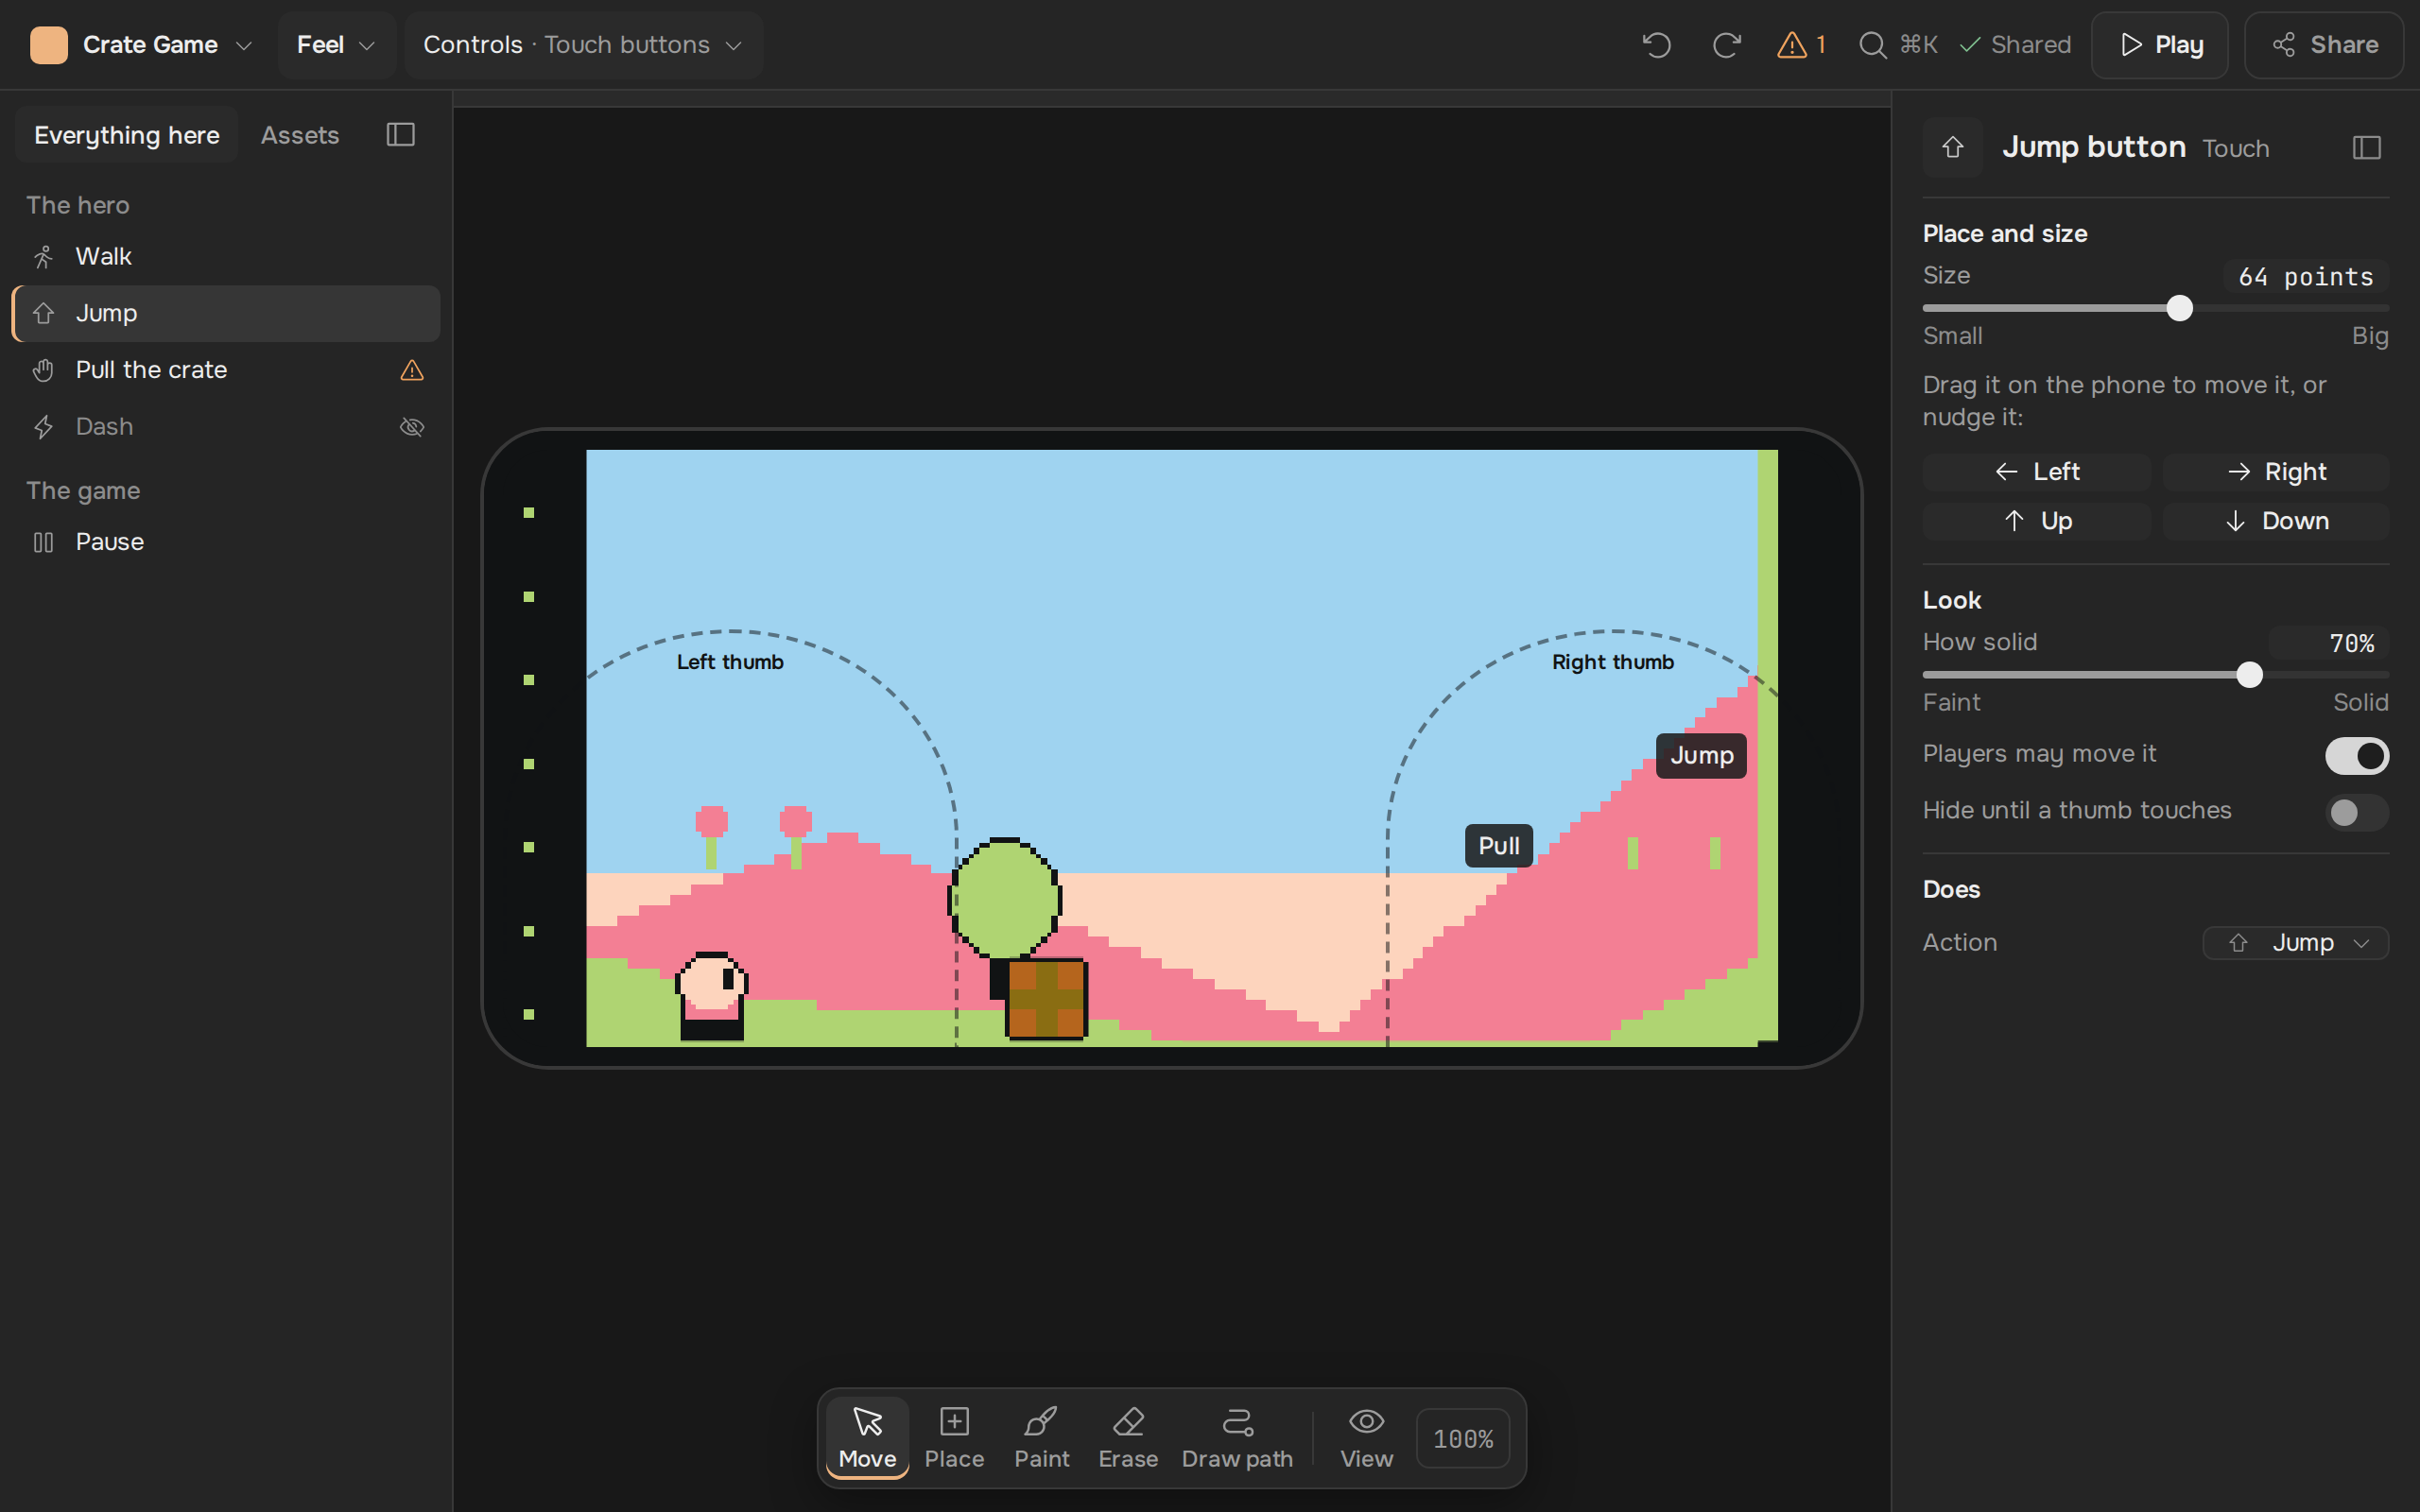 Crate Game
Feel
Controls · Touch buttons
1
⌘K
Shared
Play
Share
Everything here
Assets
The hero
Walk
Jump
Pull the crate
Dash
The game
Pause
Left thumb
Right thumb
Jump
Pull
Move
Place
Paint
Erase
Draw path
View
100%
Jump button Touch
Place and size
Size
64 points
Small
Big
Drag it on the phone to move it, or
nudge it:
Left
Right
Up
Down
Look
How solid
70%
Faint
Solid
Players may move it
Hide until a thumb touches
Does
Action
Jump